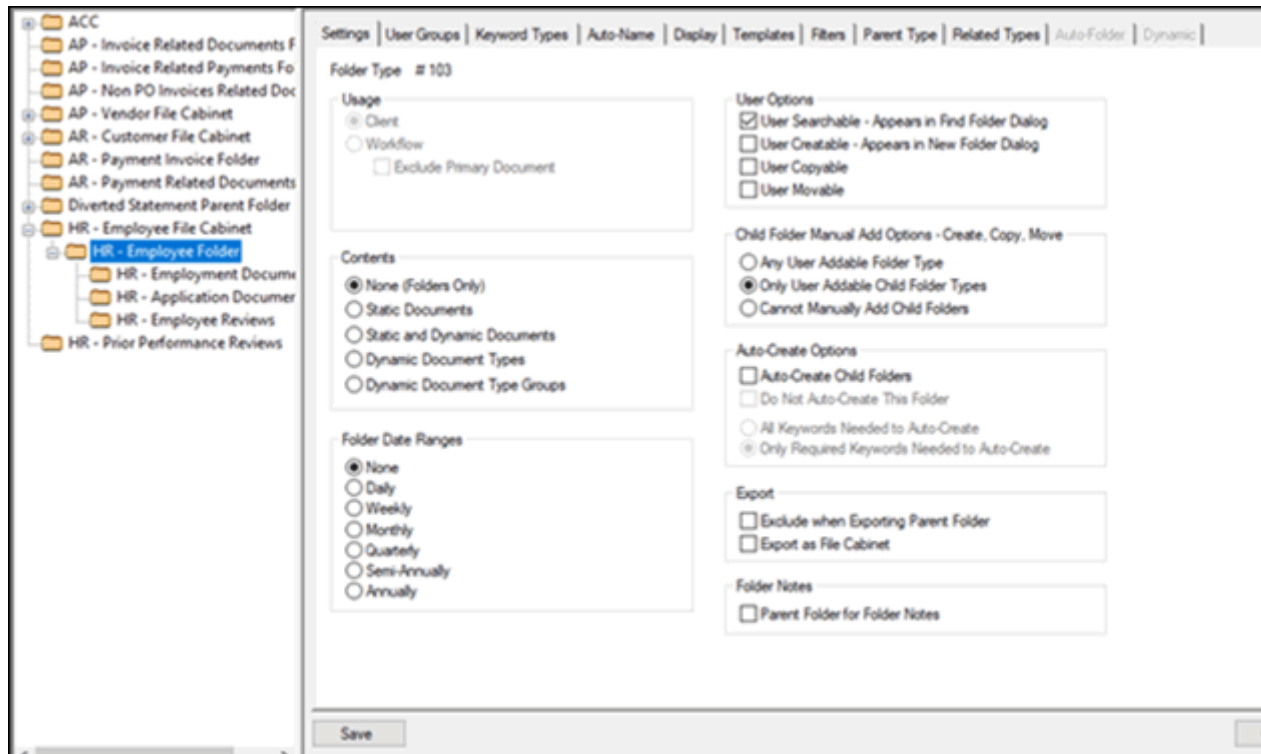 ACC
AP - Invoice Related Documents F
AP - Invoice Related Payments Fo
AP - Non PO Invoices Related Doc
AP - Vendor File Cabinet
AR - Customer File Cabinet
AR - Payment Invoice Folder
AR - Payment Related Documents
Diverted Statement Parent Folder
HR - Employee File Cabinet
HR - Employee Folder
HR - Employment Docume
HR - Application Documer
HR - Employee Reviews
HR - Prior Performance Reviews
Settings User Groups Keyword Types Auto-Name Display Templates Filters Parent Type Related Types Auto-Folder Dynamic
Folder Type # 103
Usage
Client
Workflow
Exclude Primary Document
Contents
None (Folders Only)
Static Documents
Static and Dynamic Documents
Dynamic Document Types
Dynamic Document Type Groups
Folder Date Ranges
None
Daily
Weekly
Monthly
Quarterly
Semi-Annually
Annually
User Options
User Searchable - Appears in Find Folder Dialog
User Creatable - Appears in New Folder Dialog
User Copyable
User Movable
Child Folder Manual Add Options - Create, Copy, Move
Any User Addable Folder Type
Only User Addable Child Folder Types
Cannot Manually Add Child Folders
Auto-Create Options
Auto-Create Child Folders
Do Not Auto-Create This Folder
All Keywords Needed to Auto-Create
Only Required Keywords Needed to Auto-Create
Export
Exclude when Exporting Parent Folder
Export as File Cabinet
Folder Notes
Parent Folder for Folder Notes
Save